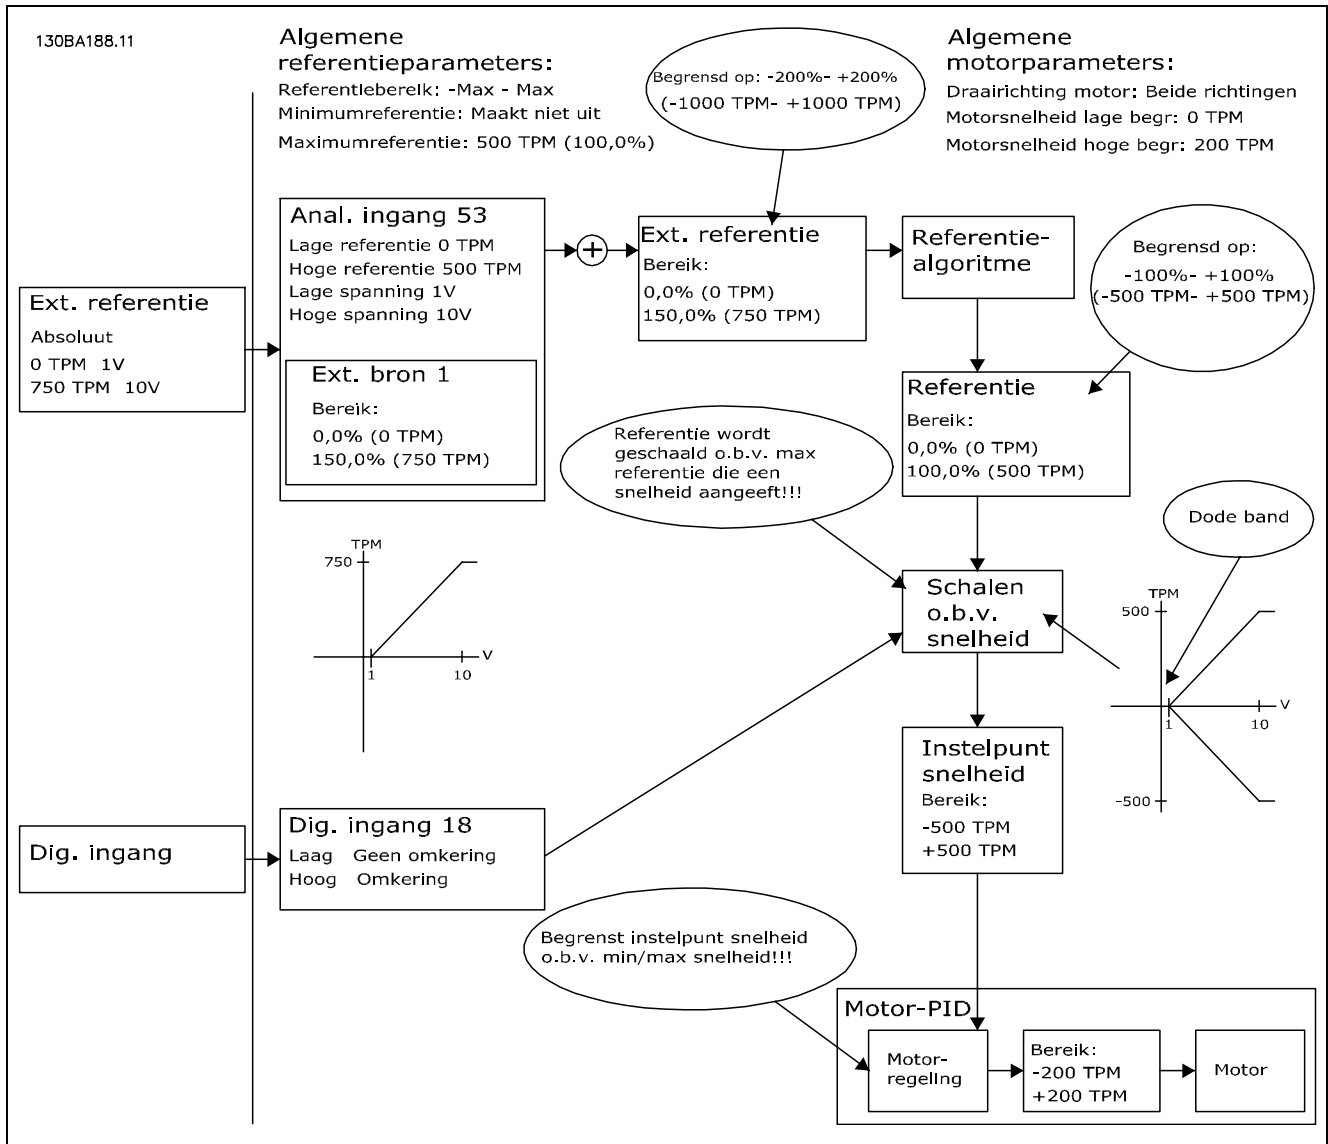 130BA188.11
Algemene
referentieparameters:
Referentiebereik: -Max - Max
Minimumreferentie: Maakt niet uit
Maximumreferentie: 500 TPM (100,0%)
Begrensd op: -200%- +200%
(-1000 TPM- +1000 TPM)
Algemene
motorparameters:
Draairichting motor: Beide richtingen
Motorsnelheid lage begr: 0 TPM
Motorsnelheid hoge begr: 200 TPM
Ext. referentie
Absoluut
0 TPM 1V
750 TPM 10V
Anal. ingang 53
Lage referentie 0 TPM
Hoge referentie 500 TPM
Lage spanning 1V
Hoge spanning 10V
Ext. bron 1
Bereik:
0,0% (0 TPM)
150,0% (750 TPM)
+
Ext. referentie
Bereik:
0,0% (0 TPM)
150,0% (750 TPM)
Referentie-
algoritme
Begrensd op:
-100%- +100%
(-500 TPM- +500 TPM)
Referentie
Bereik:
0,0% (0 TPM)
100,0% (500 TPM)
Referentie wordt
geschaald o.b.v. max
referentie die een
snelheid aangeeft!!!
Dode band
TPM
750
V
1
10
Schalen
o.b.v.
snelheid
TPM
500
V
1
10
-500
Instelpunt
snelheid
Bereik:
-500 TPM
+500 TPM
Dig. ingang
Dig. ingang 18
Laag Geen omkering
Hoog Omkering
Begrenst instelpunt snelheid
o.b.v. min/max snelheid!!!
Motor-PID
Motor-
regeling
Bereik:
-200 TPM
+200 TPM
Motor